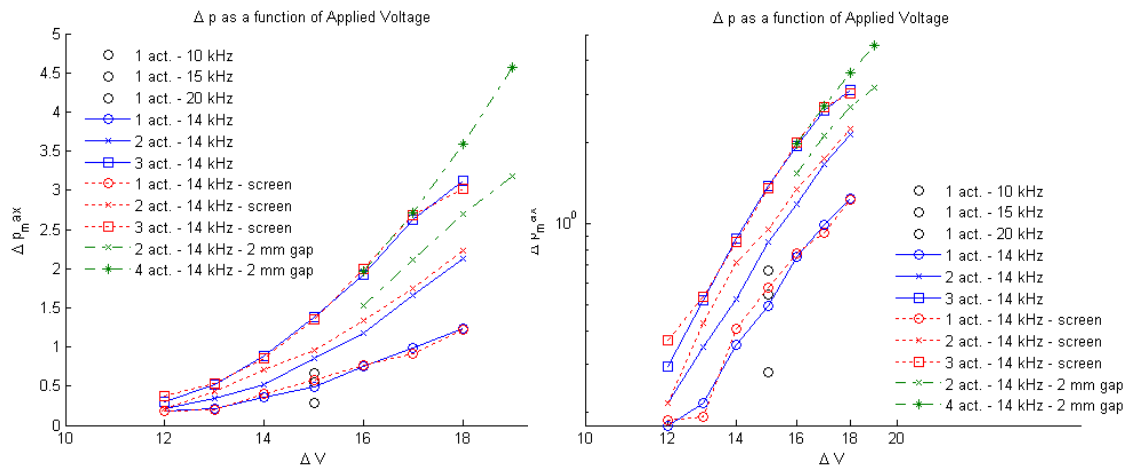 Δ p as a function of Applied Voltage
5
4.5
4
3.5
3
2.5
2
1.5
1
0.5
0
Δ p_m ax
1 act. - 10 kHz
1 act. - 15 kHz
1 act. - 20 kHz
1 act. - 14 kHz
2 act. - 14 kHz
3 act. - 14 kHz
1 act. - 14 kHz - screen
2 act. - 14 kHz - screen
3 act. - 14 kHz - screen
2 act. - 14 kHz - 2 mm gap
4 act. - 14 kHz - 2 mm gap
10 12 14 16 18
Δ V
Δ p as a function of Applied Voltage
10^0
Δ p_m ax
1 act. - 10 kHz
1 act. - 15 kHz
1 act. - 20 kHz
1 act. - 14 kHz
2 act. - 14 kHz
3 act. - 14 kHz
1 act. - 14 kHz - screen
2 act. - 14 kHz - screen
3 act. - 14 kHz - screen
2 act. - 14 kHz - 2 mm gap
4 act. - 14 kHz - 2 mm gap
10 12 14 16 18 20
Δ V